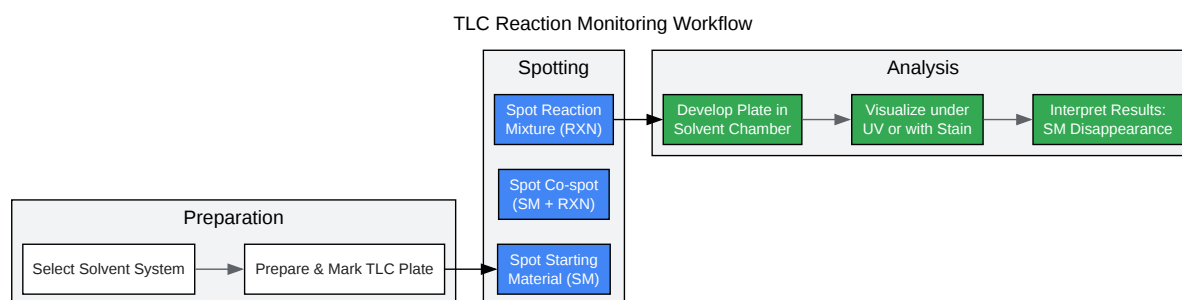 TLC Reaction Monitoring Workflow
Preparation
Select Solvent System
Prepare & Mark TLC Plate
Spotting
Spot Reaction
Mixture (RXN)
Spot Co-spot
(SM + RXN)
Spot Starting
Material (SM)
Analysis
Develop Plate in
Solvent Chamber
Visualize under
UV or with Stain
Interpret Results:
SM Disappearance